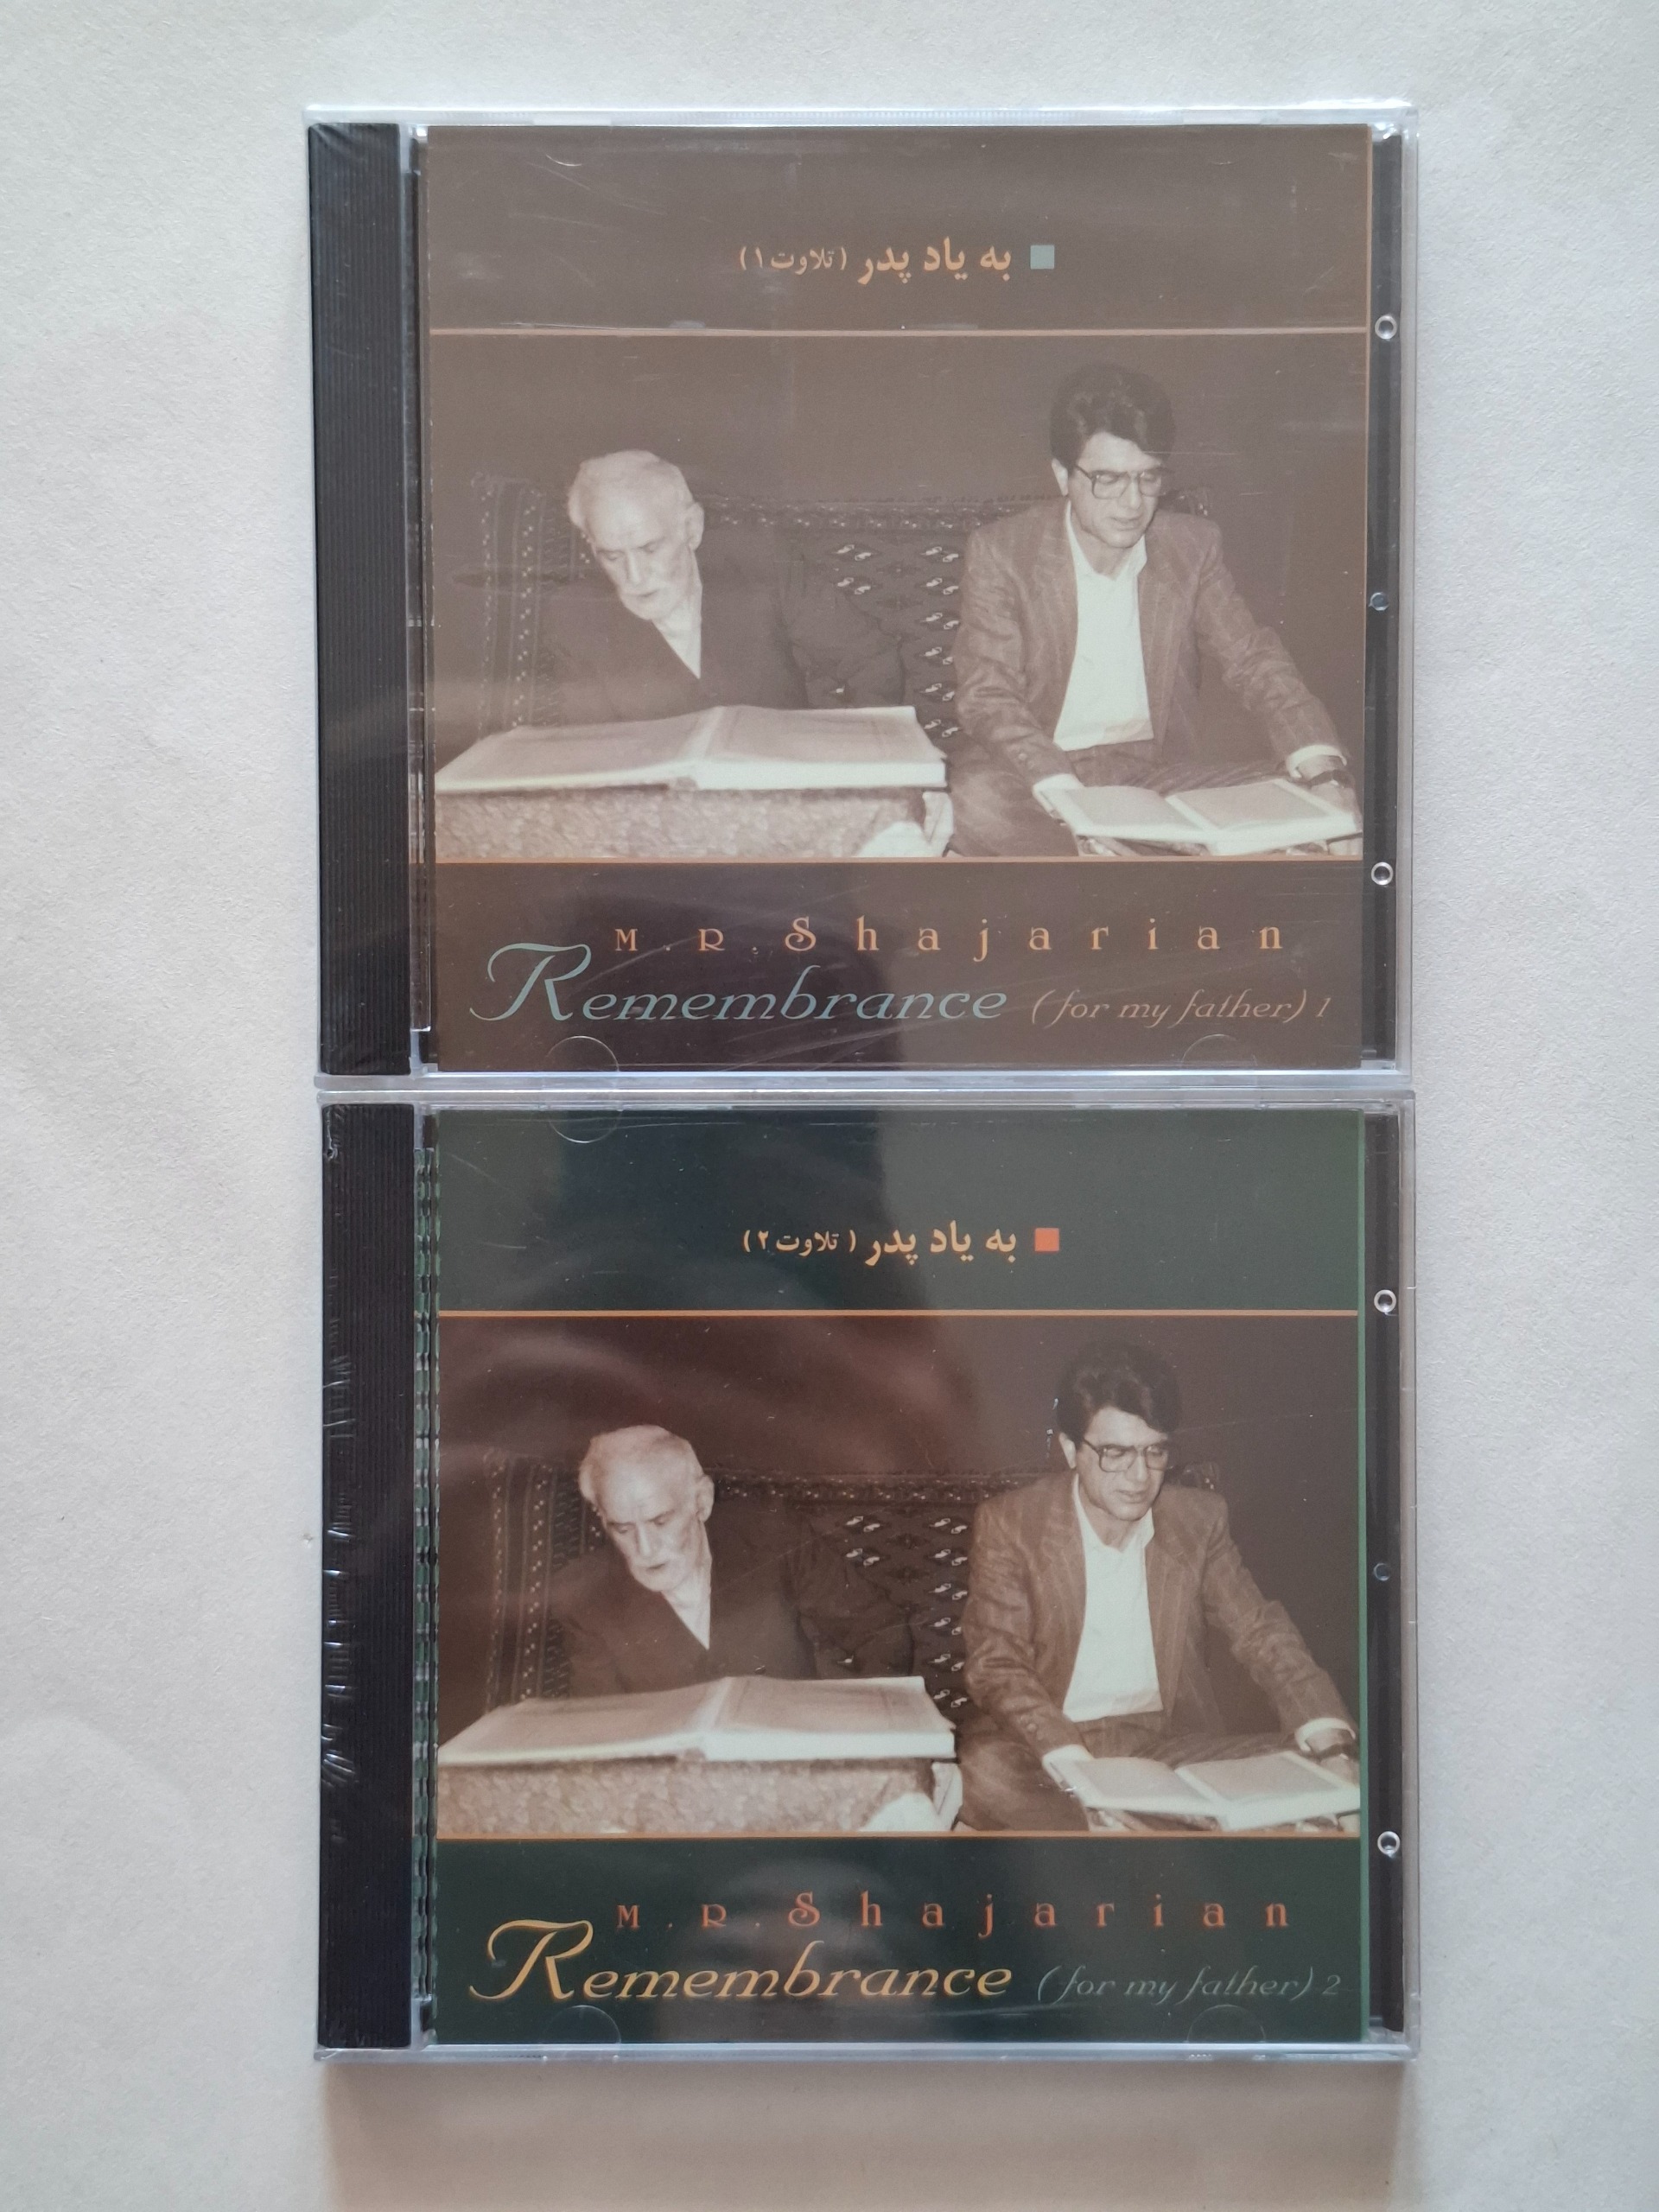 به یاد پدر (تلاوت ۱)
M. R. Shajarian
Remembrance (for my father) 1
به یاد پدر (تلاوت ۲)
M. R. Shajarian
Remembrance (for my father) 2